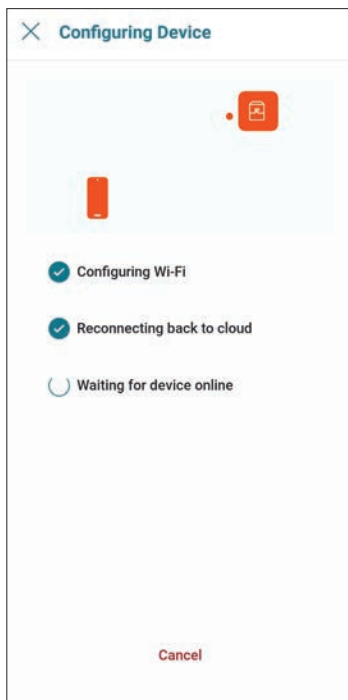 Configuring Device
Configuring Wi-Fi
Reconnecting back to cloud
Waiting for device online
Cancel